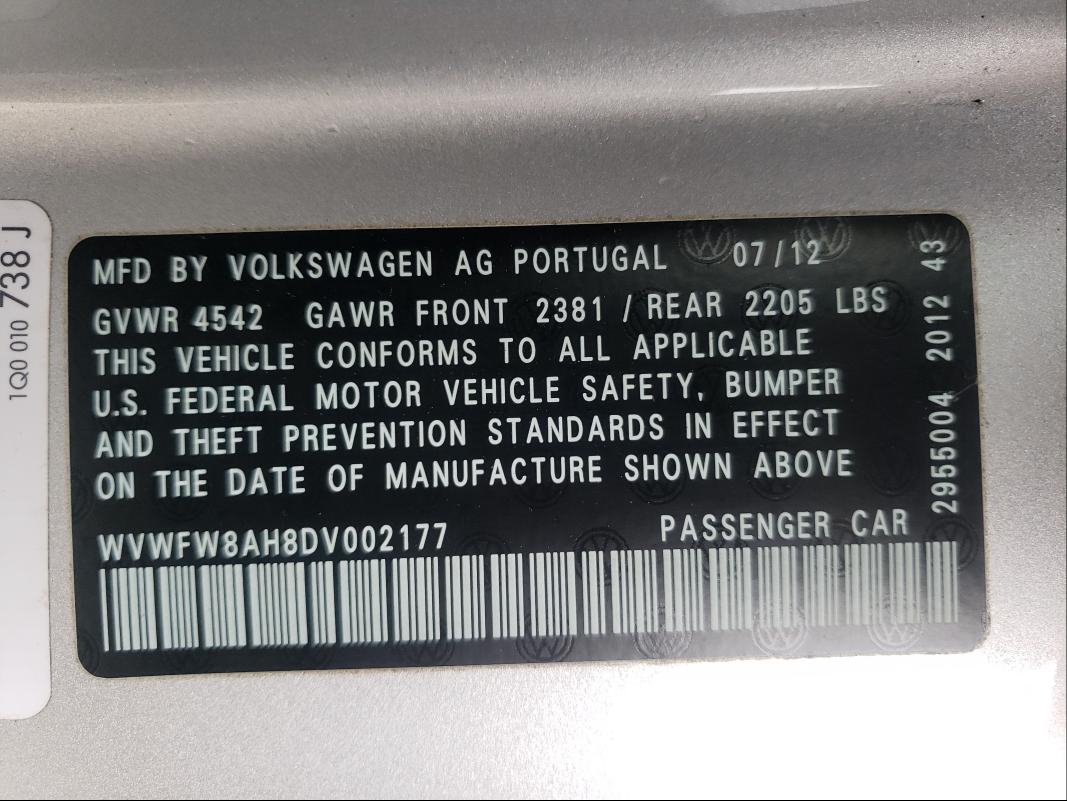 MFD BY VOLKSWAGEN AG PORTUGAL 07/12
GVWR 4542 GAWR FRONT 2381 / REAR 2205 LBS
THIS VEHICLE CONFORMS TO ALL APPLICABLE
U.S. FEDERAL MOTOR VEHICLE SAFETY, BUMPER
AND THEFT PREVENTION STANDARDS IN EFFECT
ON THE DATE OF MANUFACTURE SHOWN ABOVE
WVWFW8AH8DV002177 PASSENGER CAR
2955004 2012 43
1Q0 010 738 J